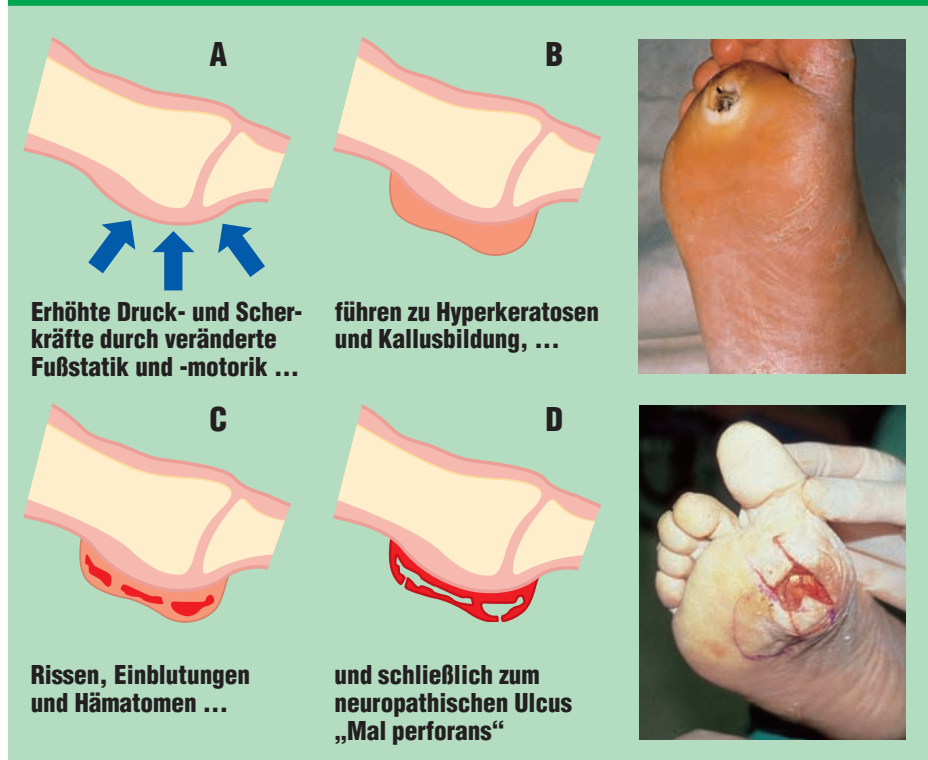 A
Erhöhte Druck- und Scher-
kräfte durch veränderte
Fußstatik und -motorik ...
B
führen zu Hyperkeratosen
und Kallusbildung, ...
C
Rissen, Einblutungen
und Hämatomen ...
D
und schließlich zum
neuropathischen Ulcus
„Mal perforans“